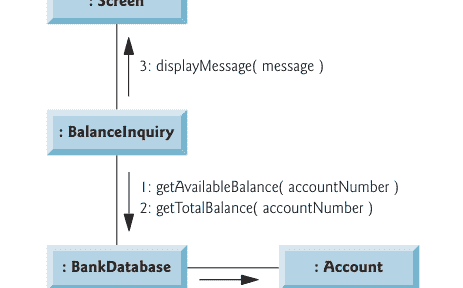 : Screen
3: displayMessage( message )
: BalanceInquiry
1: getAvailableBalance( accountNumber )
2: getTotalBalance( accountNumber )
: BankDatabase
: Account